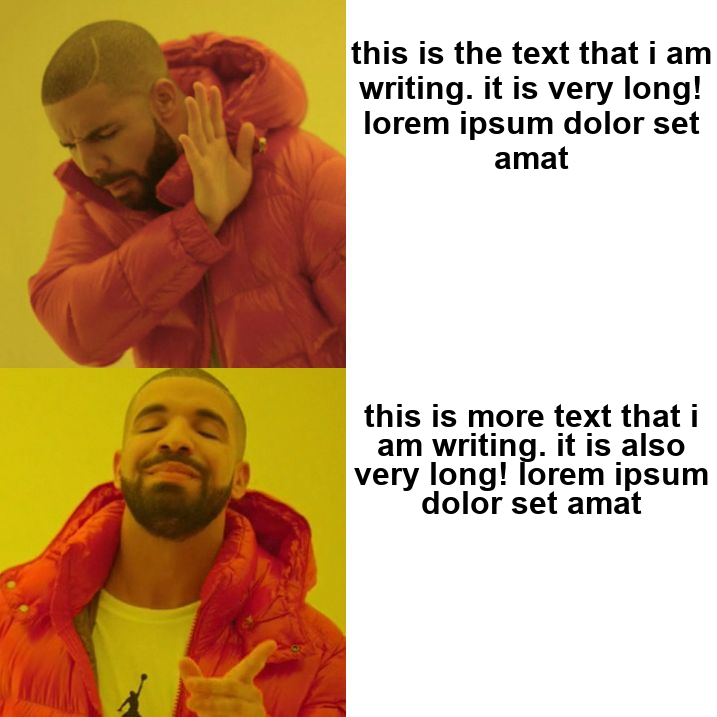 this is the text that i am
writing. it is very long!
lorem ipsum dolor set
amat
this is more text that i
am writing. it is also
very long! lorem ipsum
dolor set amat